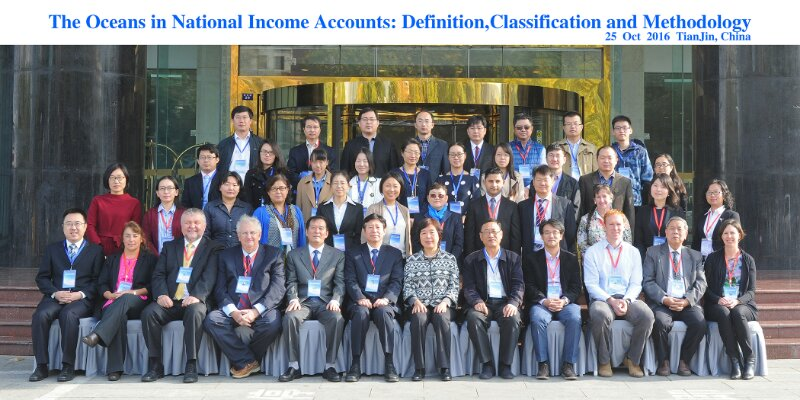 The Oceans in National Income Accounts: Definition,Classification and Methodology
25 Oct 2016 TianJin, China